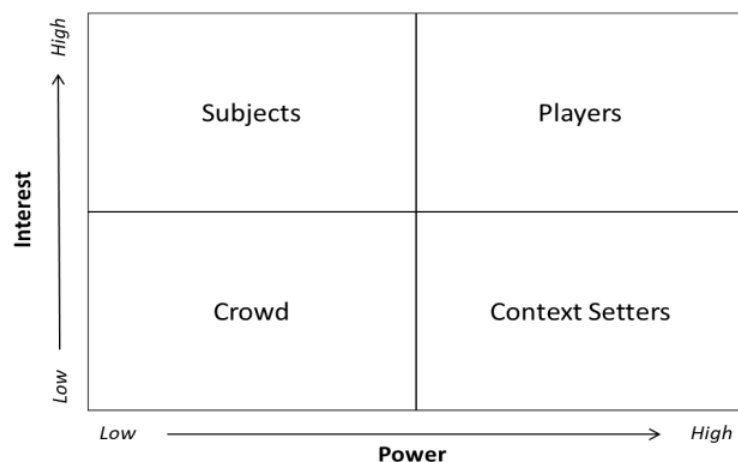 High
Subjects
Players
Interest
Crowd
Context Setters
Low
Low
High
Power